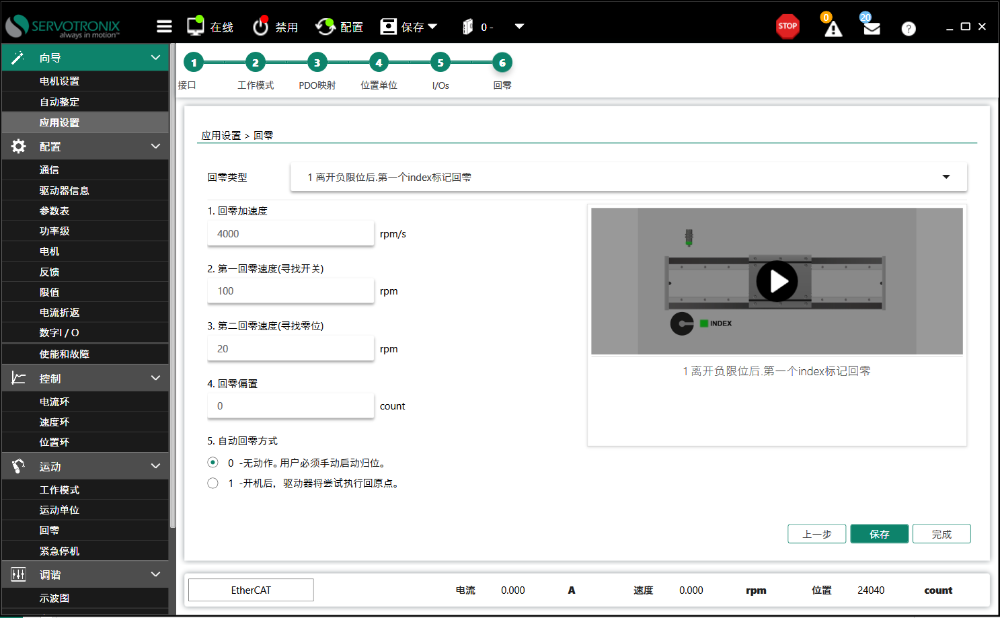 SERVOTRONIX
always in motion™
在线
禁用
配置
保存
0 -
STOP
0
20
?
向导
电机设置
自动整定
应用设置
配置
通信
驱动器信息
参数表
功率级
电机
反馈
限值
电流折返
数字I / O
使能和故障
控制
电流环
速度环
位置环
运动
工作模式
运动单位
回零
紧急停机
调谐
示波图
1 2 3 4 5 6
接口 工作模式 PDO映射 位置单位 I/Os 回零
应用设置 > 回零
回零类型 1 离开负限位后.第一个index标记回零
1. 回零加速度
4000 rpm/s
2. 第一回零速度(寻找开关)
100 rpm
3. 第二回零速度(寻找零位)
20 rpm
4. 回零偏置
0 count
5. 自动回零方式
0 -无动作。用户必须手动启动归位。
1 -开机后，驱动器将尝试执行回原点。
INDEX
1 离开负限位后.第一个index标记回零
上一步 保存 完成
EtherCAT 电流 0.000 A 速度 0.000 rpm 位置 24040 count